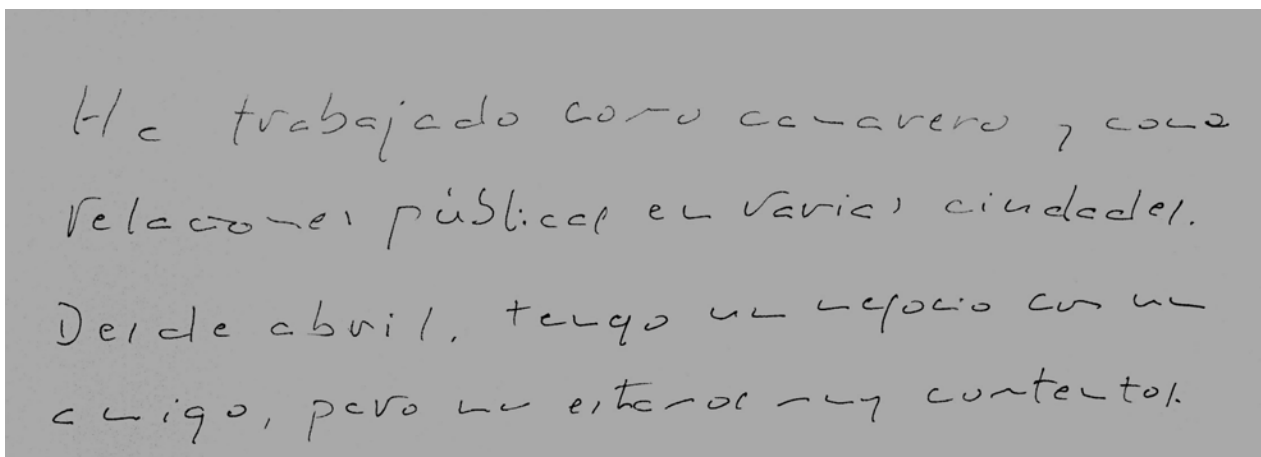 He trabajado como camarero y como
relaciones públicas en varias ciudades.
Desde abril, tengo un negocio con un
amigo, pero no estamos muy contentos.